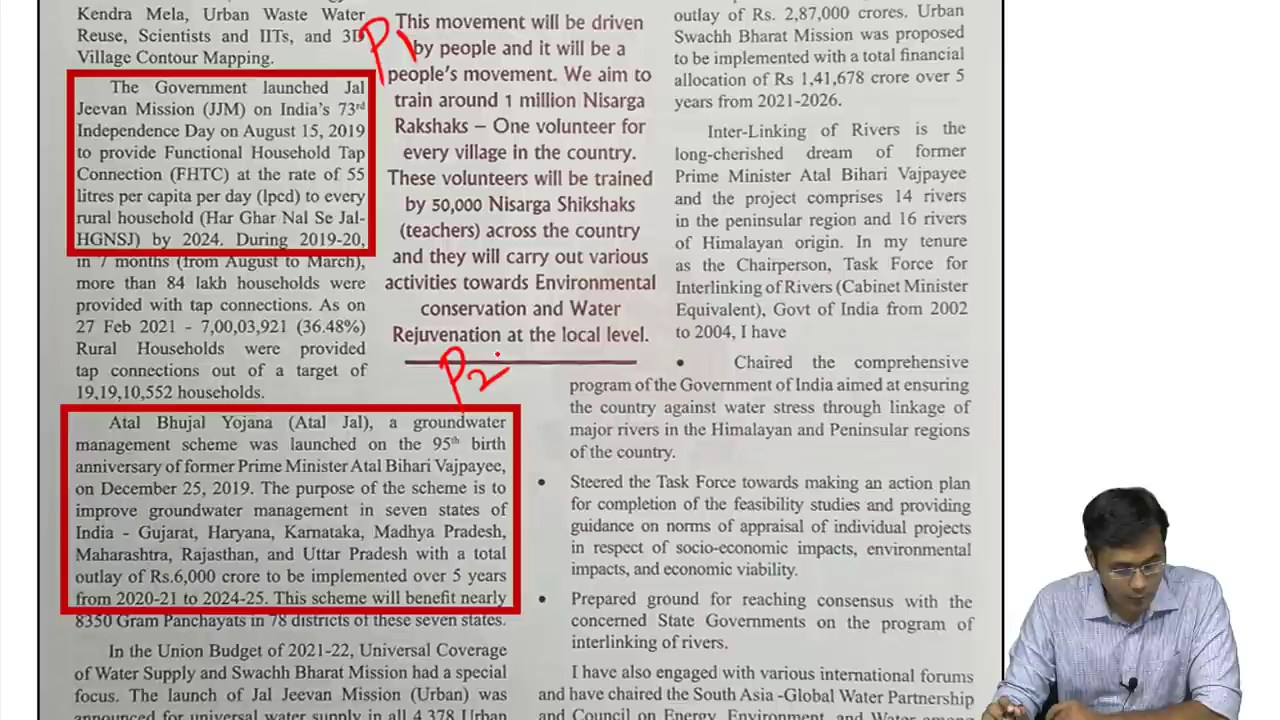 Kendra Mela, Urban Waste Water
Reuse, Scientists and IITs, and 3D
Village Contour Mapping.
The Government launched Jal
Jeevan Mission (JJM) on India's 73rd
Independence Day on August 15, 2019
to provide Functional Household Tap
Connection (FHTC) at the rate of 55
litres per capita per day (lpcd) to every
rural household (Har Ghar Nal Se Jal-
HGNSJ) by 2024. During 2019-20,
in 7 months (from August to March),
more than 84 lakh households were
provided with tap connections. As on
27 Feb 2021 - 7,00,03,921 (36.48%)
Rural Households were provided
tap connections out of a target of
19,19,10,552 households.
P1
This movement will be driven
by people and it will be a
people's movement. We aim to
train around 1 million Nisarga
Rakshaks – One volunteer for
every village in the country.
These volunteers will be trained
by 50,000 Nisarga Shikshaks
(teachers) across the country
and they will carry out various
activities towards Environmental
conservation and Water
Rejuvenation at the local level.
P2
Atal Bhujal Yojana (Atal Jal), a groundwater
management scheme was launched on the 95th birth
anniversary of former Prime Minister Atal Bihari Vajpayee,
on December 25, 2019. The purpose of the scheme is to
improve groundwater management in seven states of
India - Gujarat, Haryana, Karnataka, Madhya Pradesh,
Maharashtra, Rajasthan, and Uttar Pradesh with a total
outlay of Rs.6,000 crore to be implemented over 5 years
from 2020-21 to 2024-25. This scheme will benefit nearly
8350 Gram Panchayats in 78 districts of these seven states.
In the Union Budget of 2021-22, Universal Coverage
of Water Supply and Swachh Bharat Mission had a special
focus. The launch of Jal Jeevan Mission (Urban) was
announced for universal water supply in all 4,378 Urban
outlay of Rs. 2,87,000 crores. Urban
Swachh Bharat Mission was proposed
to be implemented with a total financial
allocation of Rs 1,41,678 crore over 5
years from 2021-2026.
Inter-Linking of Rivers is the
long-cherished dream of former
Prime Minister Atal Bihari Vajpayee
and the project comprises 14 rivers
in the peninsular region and 16 rivers
of Himalayan origin. In my tenure
as the Chairperson, Task Force for
Interlinking of Rivers (Cabinet Minister
Equivalent), Govt of India from 2002
to 2004, I have
• Chaired the comprehensive
program of the Government of India aimed at ensuring
the country against water stress through linkage of
major rivers in the Himalayan and Peninsular regions
of the country.
• Steered the Task Force towards making an action plan
for completion of the feasibility studies and providing
guidance on norms of appraisal of individual projects
in respect of socio-economic impacts, environmental
impacts, and economic viability.
• Prepared ground for reaching consensus with the
concerned State Governments on the program of
interlinking of rivers.
I have also engaged with various international forums
and have chaired the South Asia -Global Water Partnership
and Council on Energy, Environment, and Water among